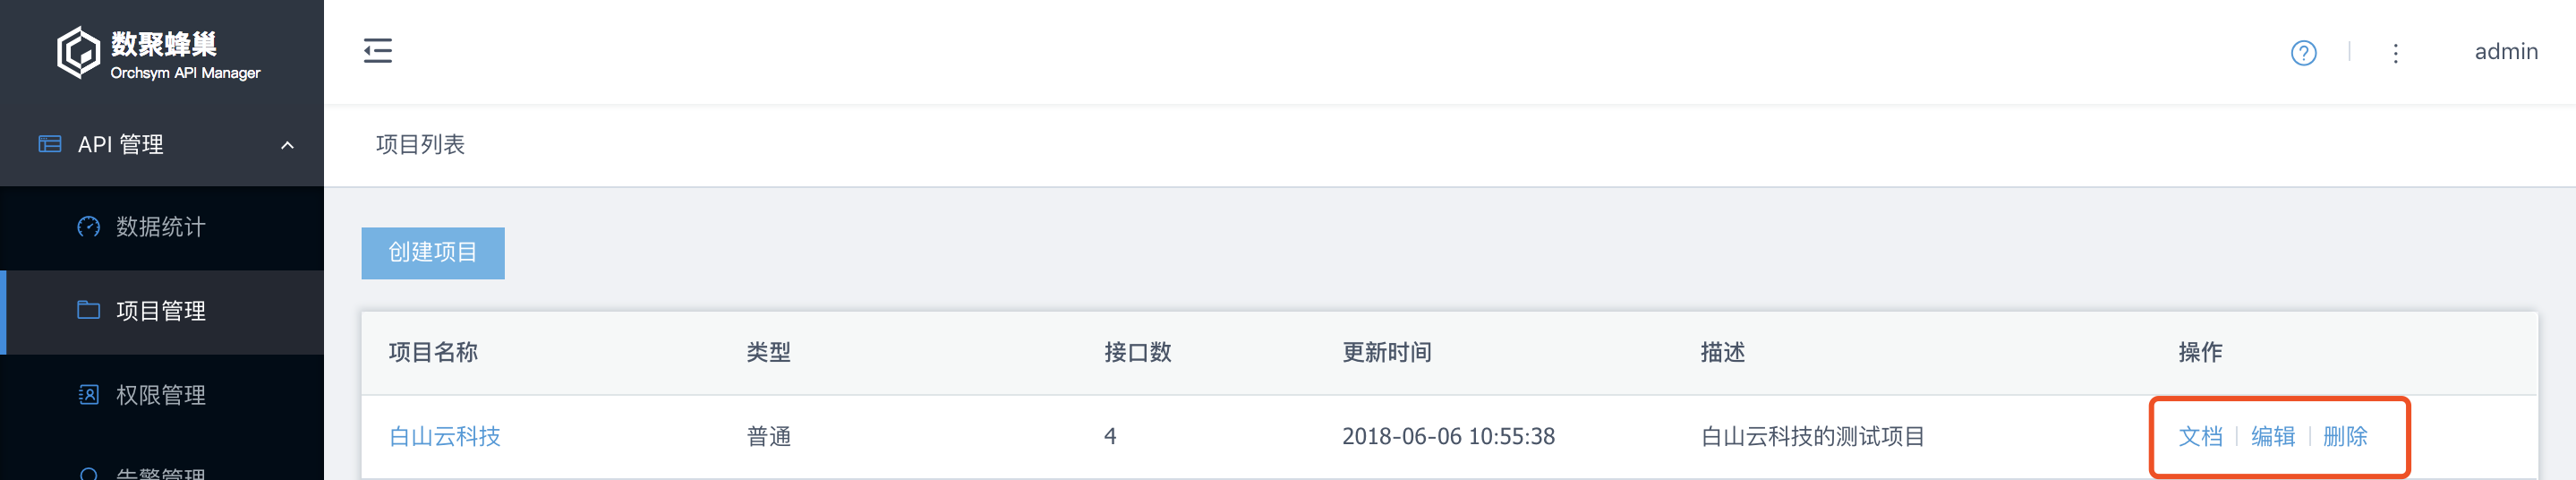 数聚蜂巢
Orchsym API Manager
admin
API 管理
项目列表
数据统计
创建项目
项目管理
项目名称 类型 接口数 更新时间 描述 操作
权限管理
白山云科技 普通 4 2018-06-06 10:55:38 白山云科技的测试项目 文档 编辑 删除
告警管理